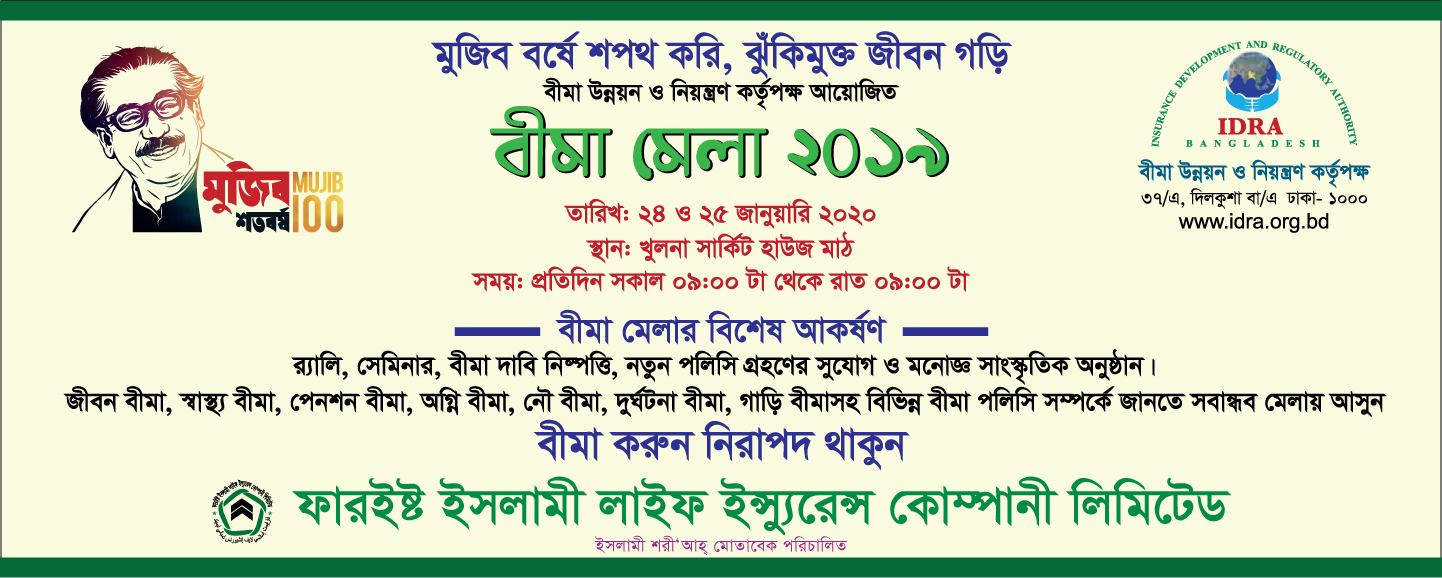 মুজিব বর্ষে শপথ করি, ঝুঁকিমুক্ত জীবন গড়ি
বীমা উন্নয়ন ও নিয়ন্ত্রণ কর্তৃপক্ষ আয়োজিত
বীমা মেলা ২০১৯
তারিখ: ২৪ ও ২৫ জানুয়ারি ২০২০
স্থান: খুলনা সার্কিট হাউজ মাঠ
সময়: প্রতিদিন সকাল ০৯:০০ টা থেকে রাত ০৯:০০ টা
মুজিব MUJIB
শতবর্ষ 100
INSURANCE DEVELOPMENT AND REGULATORY AUTHORITY
IDRA
BANGLADESH
বীমা উন্নয়ন ও নিয়ন্ত্রণ কর্তৃপক্ষ
৩৭/এ, দিলকুশা বা/এ ঢাকা- ১০০০
www.idra.org.bd
বীমা মেলার বিশেষ আকর্ষণ
র‍্যালি, সেমিনার, বীমা দাবি নিষ্পত্তি, নতুন পলিসি গ্রহণের সুযোগ ও মনোজ্ঞ সাংস্কৃতিক অনুষ্ঠান।
জীবন বীমা, স্বাস্থ্য বীমা, পেনশন বীমা, অগ্নি বীমা, নৌ বীমা, দুর্ঘটনা বীমা, গাড়ি বীমাসহ বিভিন্ন বীমা পলিসি সম্পর্কে জানতে সবান্ধব মেলায় আসুন
বীমা করুন নিরাপদ থাকুন
ফারইষ্ট ইসলামী লাইফ ইন্স্যুরেন্স কোম্পানী লিমিটেড
ইসলামী শরী‘আহ্ মোতাবেক পরিচালিত